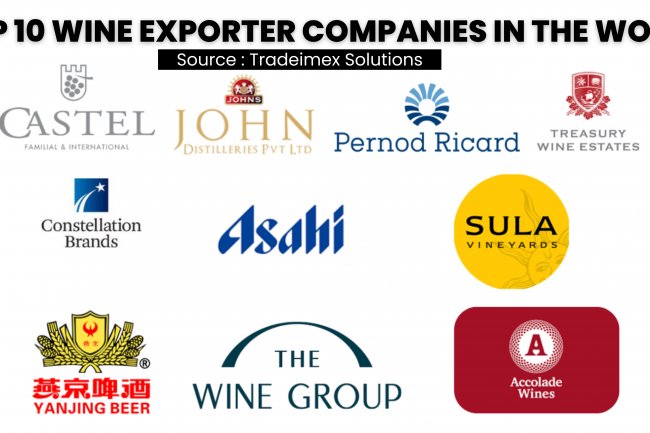 P 10 WINE EXPORTER COMPANIES IN THE WO
Source : Tradeimex Solutions
CASTEL
FAMILIAL & INTERNATIONAL
JOHNS
JOHN
DISTILLERIES PVT LTD
Pernod Ricard
TREASURY
WINE ESTATES
Constellation
Brands
Asahi
SULA
VINEYARDS
燕京
燕京啤酒
®
YANJING BEER
THE
WINE GROUP
A
Accolade
Wines